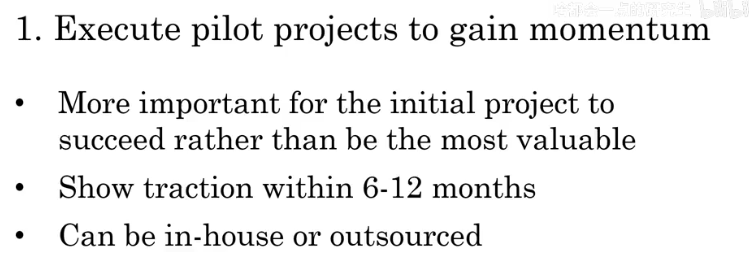 1. Execute pilot projects to gain momentum
• More important for the initial project to
succeed rather than be the most valuable
• Show traction within 6-12 months
• Can be in-house or outsourced